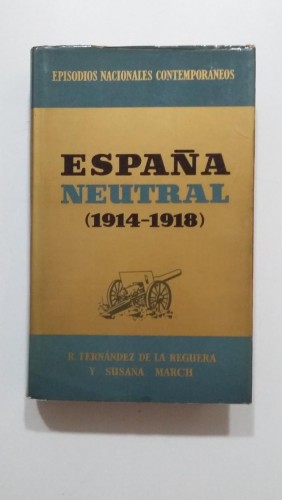 EPISODIOS NACIONALES CONTEMPORÁNEOS
ESPAÑA
NEUTRAL
(1914-1918)
R. FERNÁNDEZ DE LA REGUERA
Y SUSANA MARCH